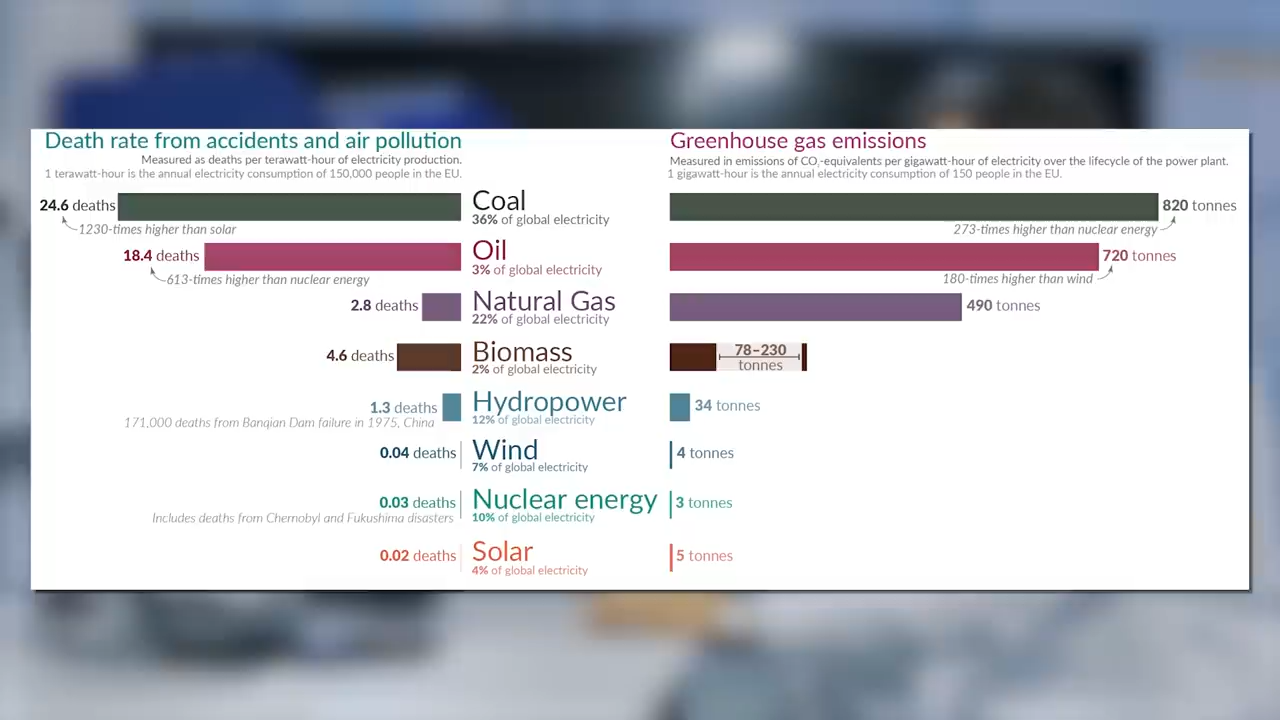 Death rate from accidents and air pollution
Measured as deaths per terawatt-hour of electricity production.
1 terawatt-hour is the annual electricity consumption of 150,000 people in the EU.
Greenhouse gas emissions
Measured in emissions of CO₂-equivalents per gigawatt-hour of electricity over the lifecycle of the power plant.
1 gigawatt-hour is the annual electricity consumption of 150 people in the EU.
24.6 deaths
1230-times higher than solar
Coal
36% of global electricity
820 tonnes
273-times higher than nuclear energy
18.4 deaths
613-times higher than nuclear energy
Oil
3% of global electricity
720 tonnes
180-times higher than wind
2.8 deaths
Natural Gas
22% of global electricity
490 tonnes
4.6 deaths
Biomass
2% of global electricity
78–230
tonnes
1.3 deaths
171,000 deaths from Banqian Dam failure in 1975, China
Hydropower
12% of global electricity
34 tonnes
0.04 deaths
Wind
7% of global electricity
4 tonnes
0.03 deaths
Includes deaths from Chernobyl and Fukushima disasters
Nuclear energy
10% of global electricity
3 tonnes
0.02 deaths
Solar
4% of global electricity
5 tonnes